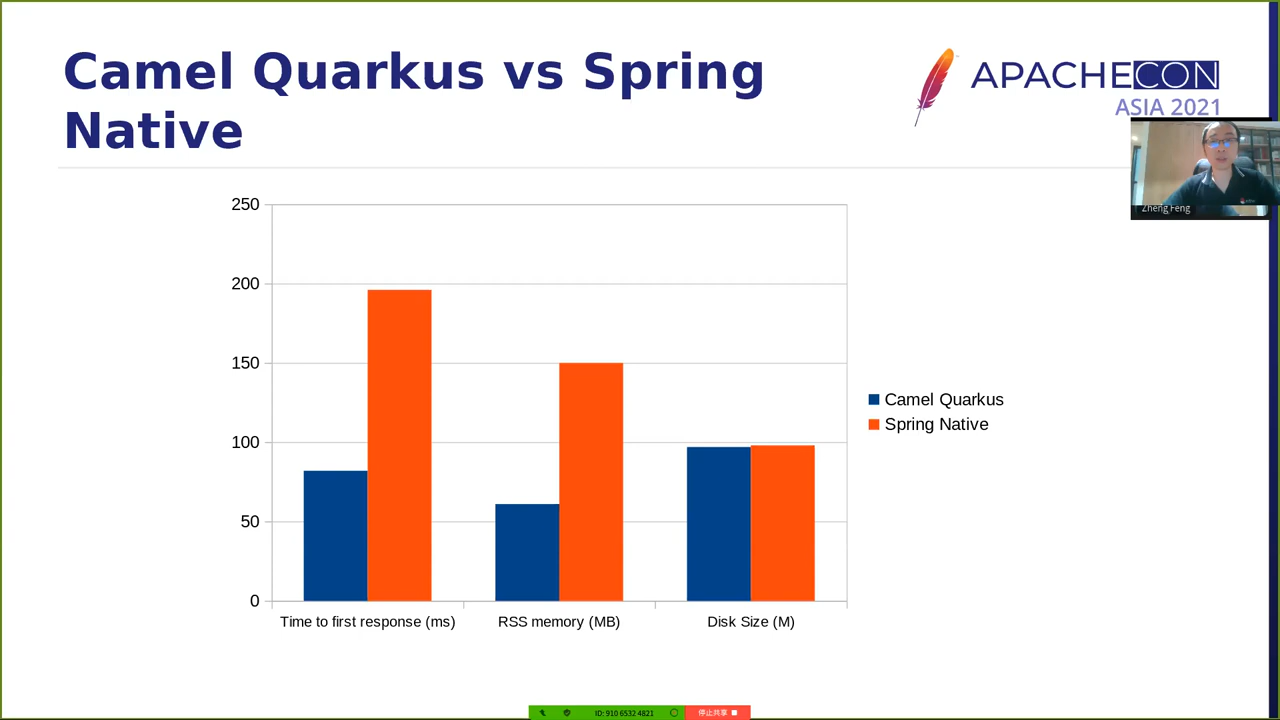 Camel Quarkus vs Spring
Native
APACHECON
ASIA 2021
Zheng Feng
250
200
150
100
50
0
Time to first response (ms)
RSS memory (MB)
Disk Size (M)
Camel Quarkus
Spring Native
ID: 910 6532 4821
停止共享